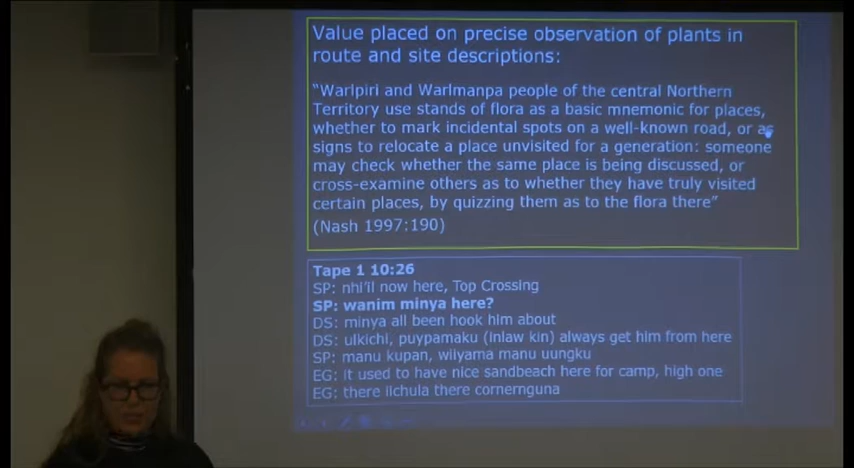 Value placed on precise observation of plants in
route and site descriptions:
“Warlpiri and Warlmanpa people of the central Northern
Territory use stands of flora as a basic mnemonic for places,
whether to mark incidental spots on a well-known road, or as
signs to relocate a place unvisited for a generation: someone
may check whether the same place is being discussed, or
cross-examine others as to whether they have truly visited
certain places, by quizzing them as to the flora there”
(Nash 1997:190)
Tape 1 10:26
SP: nhi'il now here, Top Crossing
SP: wanim minya here?
DS: minya all been hook him about
DS: ulkichi, puypamaku (inlaw kin) always get him from here
SP: manu kupan, wiiyama manu uungku
EG: it used to have nice sandbeach here for camp, high one
EG: there iichula there cornernguna